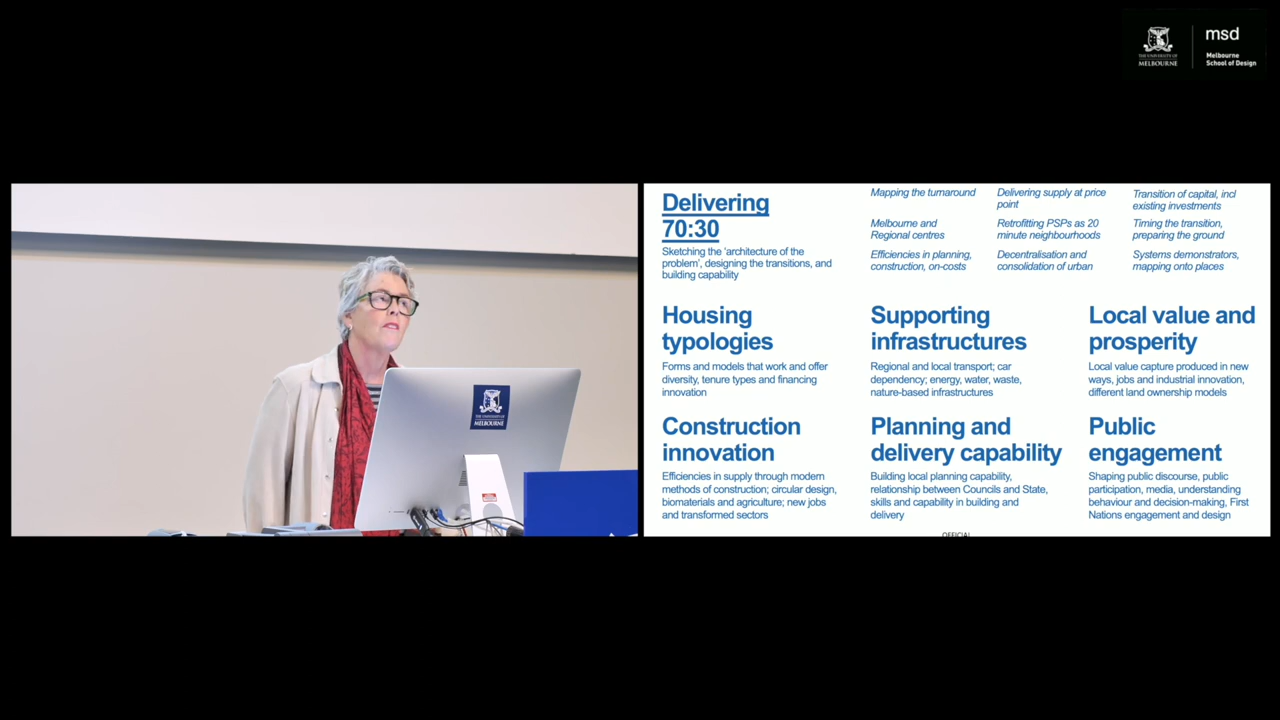 THE UNIVERSITY OF
MELBOURNE
msd
Melbourne
School of Design
THE UNIVERSITY OF
MELBOURNE
Delivering
70:30
Sketching the ‘architecture of the
problem’, designing the transitions, and
building capability
Mapping the turnaround
Delivering supply at price
point
Transition of capital, incl
existing investments
Melbourne and
Regional centres
Retrofitting PSPs as 20
minute neighbourhoods
Timing the transition,
preparing the ground
Efficiencies in planning,
construction, on-costs
Decentralisation and
consolidation of urban
Systems demonstrators,
mapping onto places
Housing
typologies
Forms and models that work and offer
diversity, tenure types and financing
innovation
Supporting
infrastructures
Regional and local transport; car
dependency; energy, water, waste,
nature-based infrastructures
Local value and
prosperity
Local value capture produced in new
ways, jobs and industrial innovation,
different land ownership models
Construction
innovation
Efficiencies in supply through modern
methods of construction; circular design,
biomaterials and agriculture; new jobs
and transformed sectors
Planning and
delivery capability
Building local planning capability,
relationship between Councils and State,
skills and capability in building and
delivery
Public
engagement
Shaping public discourse, public
participation, media, understanding
behaviour and decision-making, First
Nations engagement and design
OFFICIAL